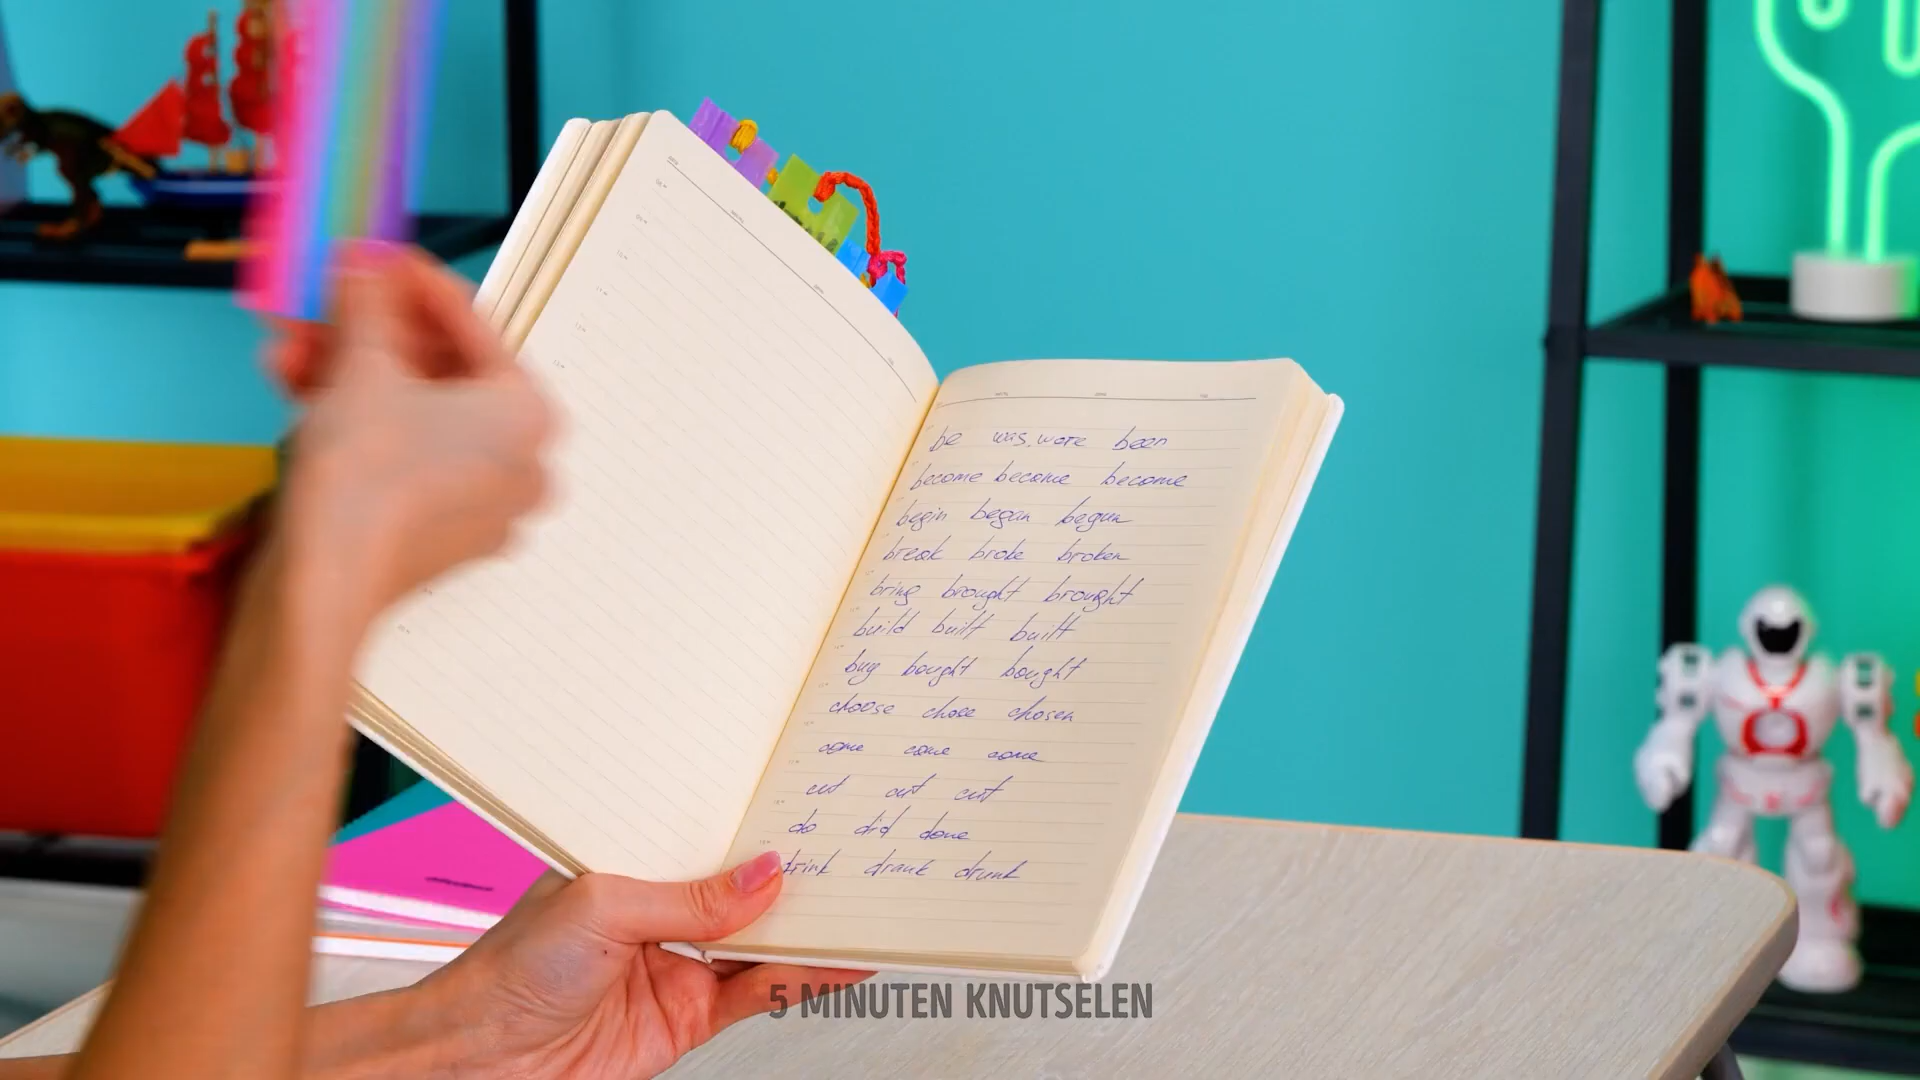 be was, were been
become became become
begin began begun
break broke broken
bring brought brought
build built built
buy bought bought
choose chose chosen
come came come
cut cut cut
do did done
drink drank drunk
5 MINUTEN KNUTSELEN